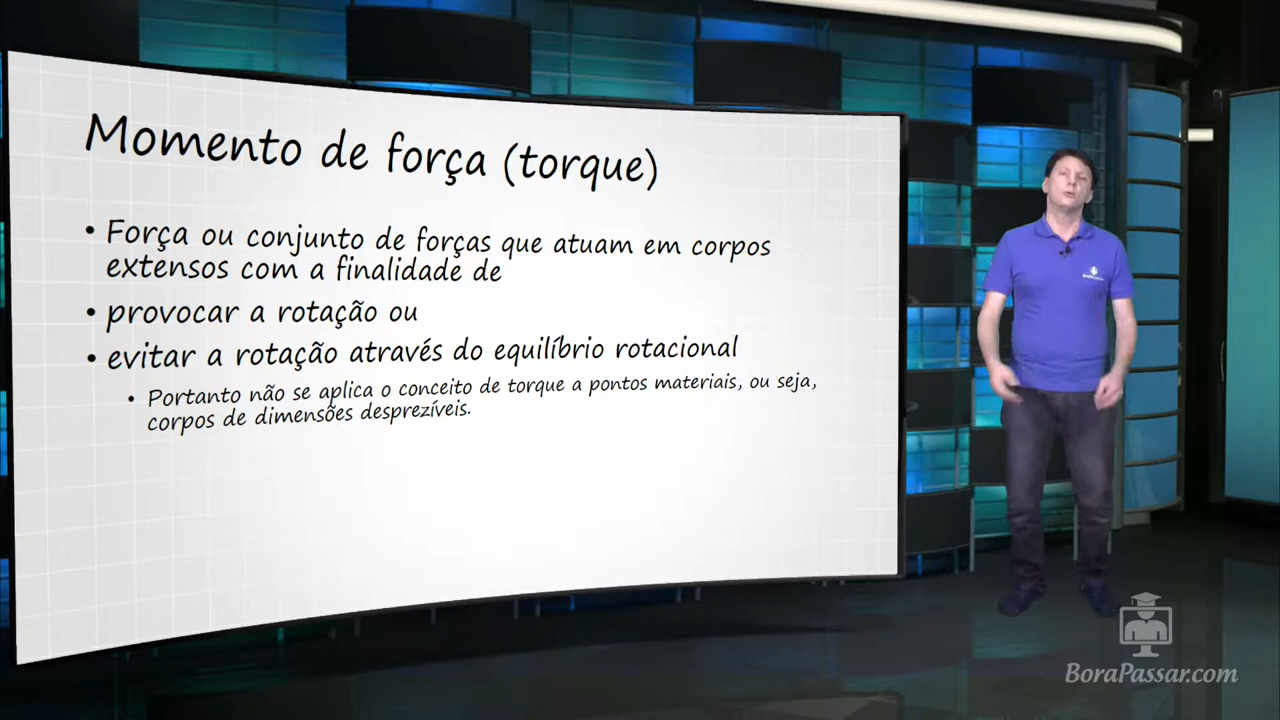 Momento de força (torque)
• Força ou conjunto de forças que atuam em corpos
extensos com a finalidade de
• provocar a rotação ou
• evitar a rotação através do equilíbrio rotacional
• Portanto não se aplica o conceito de torque a pontos materiais, ou seja,
corpos de dimensões desprezíveis.
BoraPassar.com